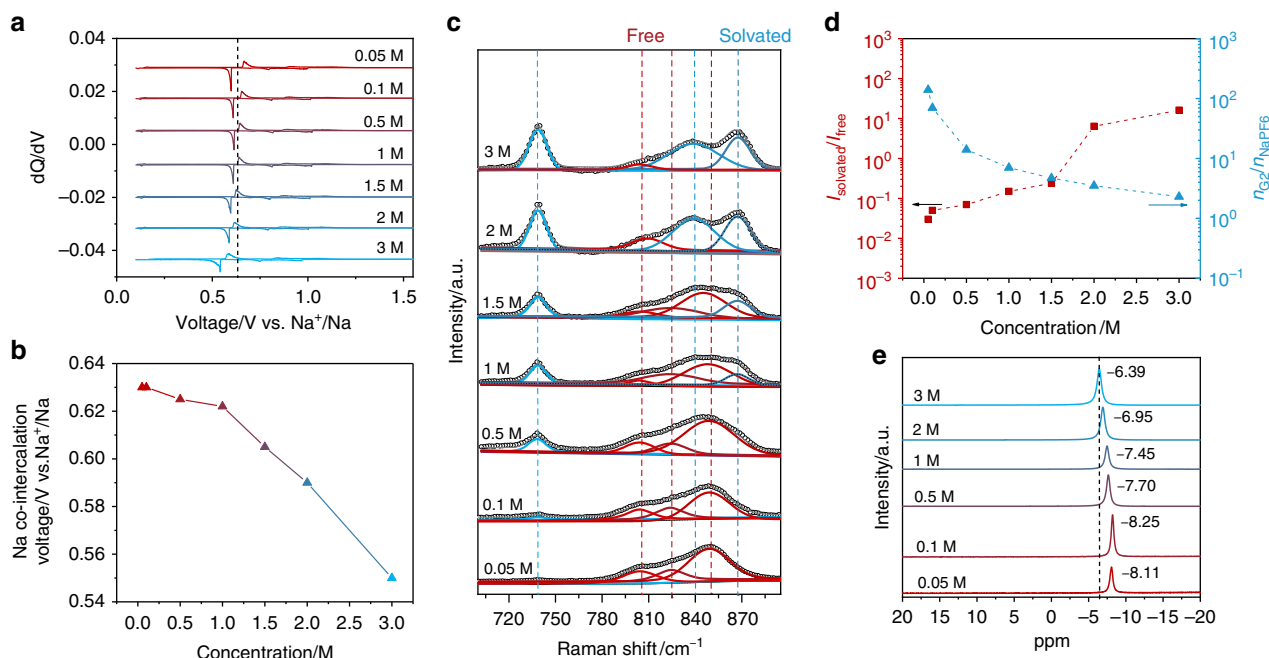 a
0.04
0.02
0.00
−0.02
−0.04
dQ/dV
0.05 M
0.1 M
0.5 M
1 M
1.5 M
2 M
3 M
0.0 0.5 1.0 1.5
Voltage/V vs. Na⁺/Na
b
0.64
0.62
0.60
0.58
0.56
0.54
Na co-intercalation
voltage/V vs.Na⁺/Na
0.0 0.5 1.0 1.5 2.0 2.5 3.0
Concentration/M
c
Free Solvated
Intensity/a.u.
3 M
2 M
1.5 M
1 M
0.5 M
0.1 M
0.05 M
720 750 780 810 840 870
Raman shift/cm⁻¹
d
10³
10²
10¹
10⁰
10⁻¹
10⁻²
10⁻³
I_solvated/I_free
10³
10²
10¹
10⁰
10⁻¹
n_G2/n_NaPF6
0.0 0.5 1.0 1.5 2.0 2.5 3.0
Concentration/M
e
Intensity/a.u.
3 M −6.39
2 M −6.95
1 M −7.45
0.5 M −7.70
0.1 M −8.25
0.05 M −8.11
20 15 10 5 0 −5 −10 −15 −20
ppm